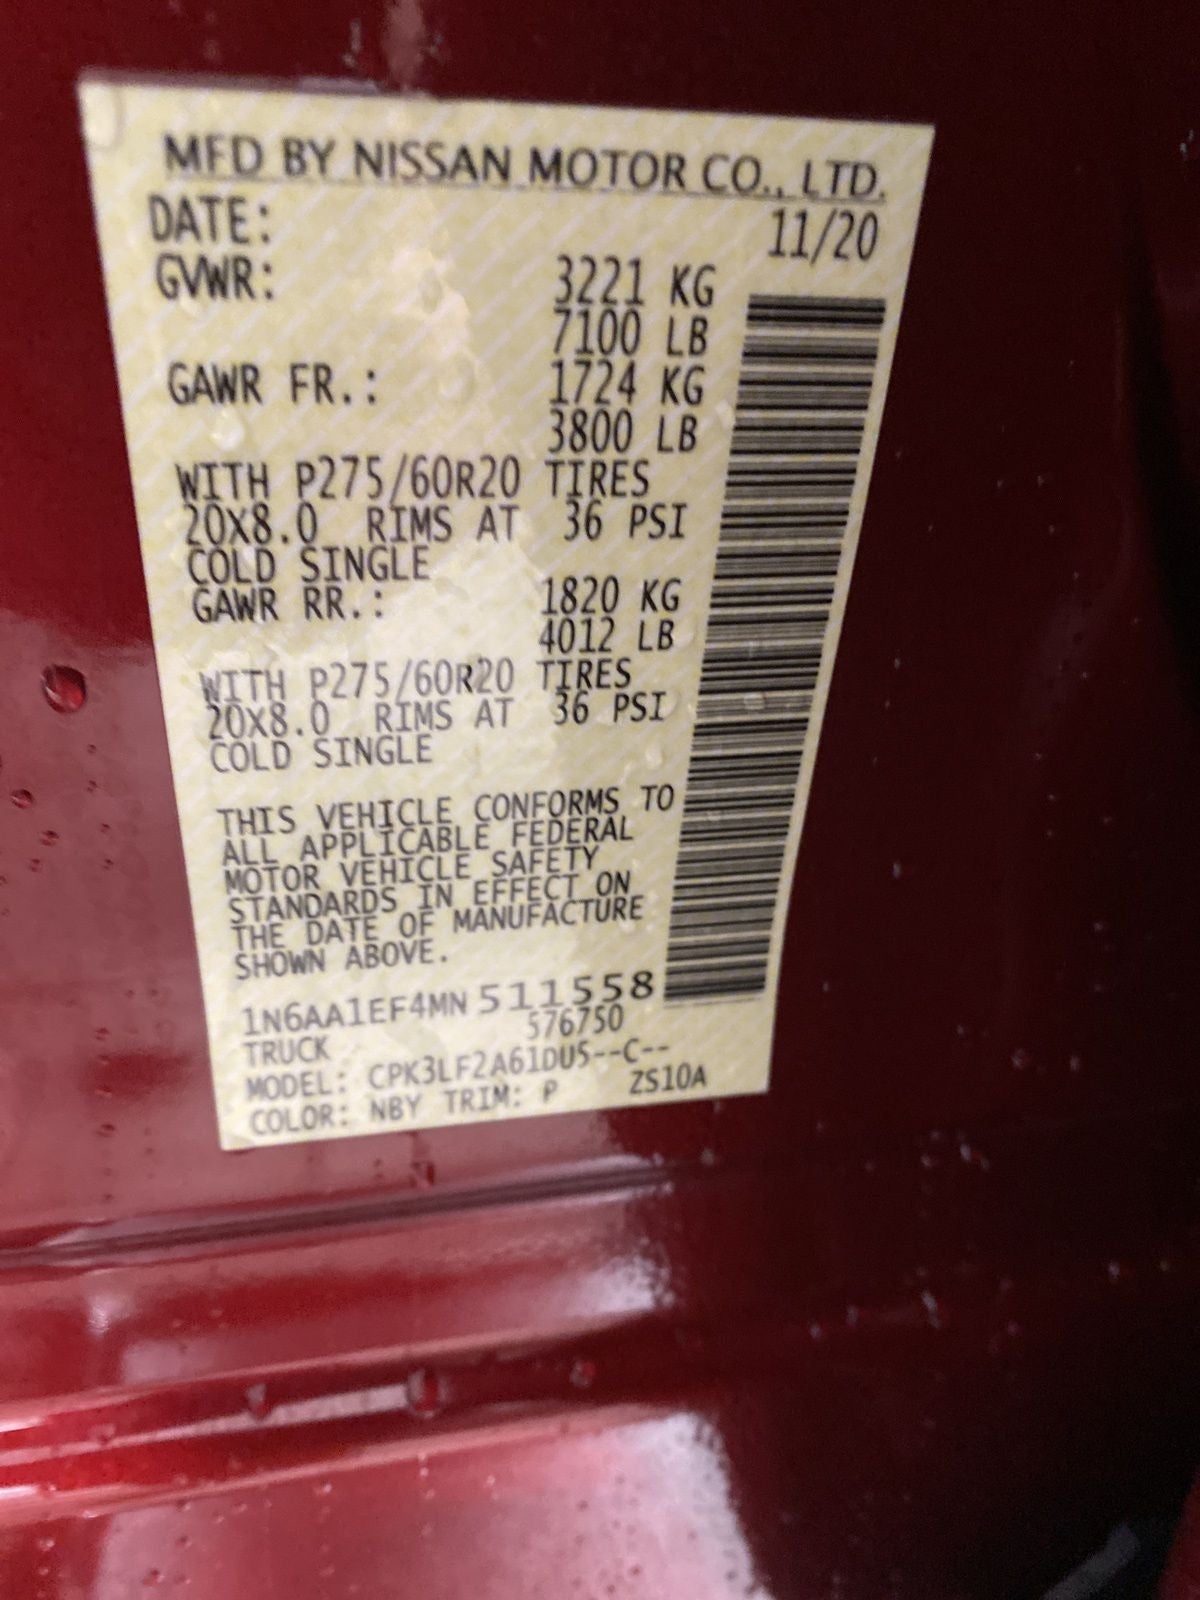 MFD BY NISSAN MOTOR CO., LTD.
DATE: 11/20
GVWR: 3221 KG
7100 LB
GAWR FR.: 1724 KG
3800 LB
WITH P275/60R20 TIRES
20X8.0 RIMS AT 36 PSI
COLD SINGLE
GAWR RR.: 1820 KG
4012 LB
WITH P275/60R20 TIRES
20X8.0 RIMS AT 36 PSI
COLD SINGLE
THIS VEHICLE CONFORMS TO
ALL APPLICABLE FEDERAL
MOTOR VEHICLE SAFETY
STANDARDS IN EFFECT ON
THE DATE OF MANUFACTURE
SHOWN ABOVE.
1N6AA1EF4MN511558
TRUCK 576750
MODEL: CPK3LF2A61DU5--C--
COLOR: NBY TRIM: P ZS10A